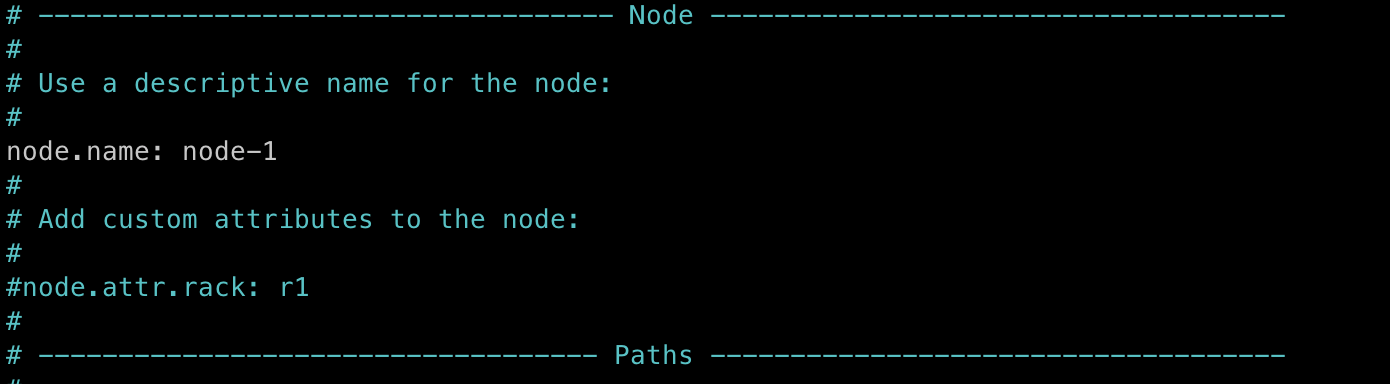 # ------------------------------------ Node ------------------------------------
#
# Use a descriptive name for the node:
#
node.name: node-1
#
# Add custom attributes to the node:
#
#node.attr.rack: r1
#
# ----------------------------------- Paths ------------------------------------
#